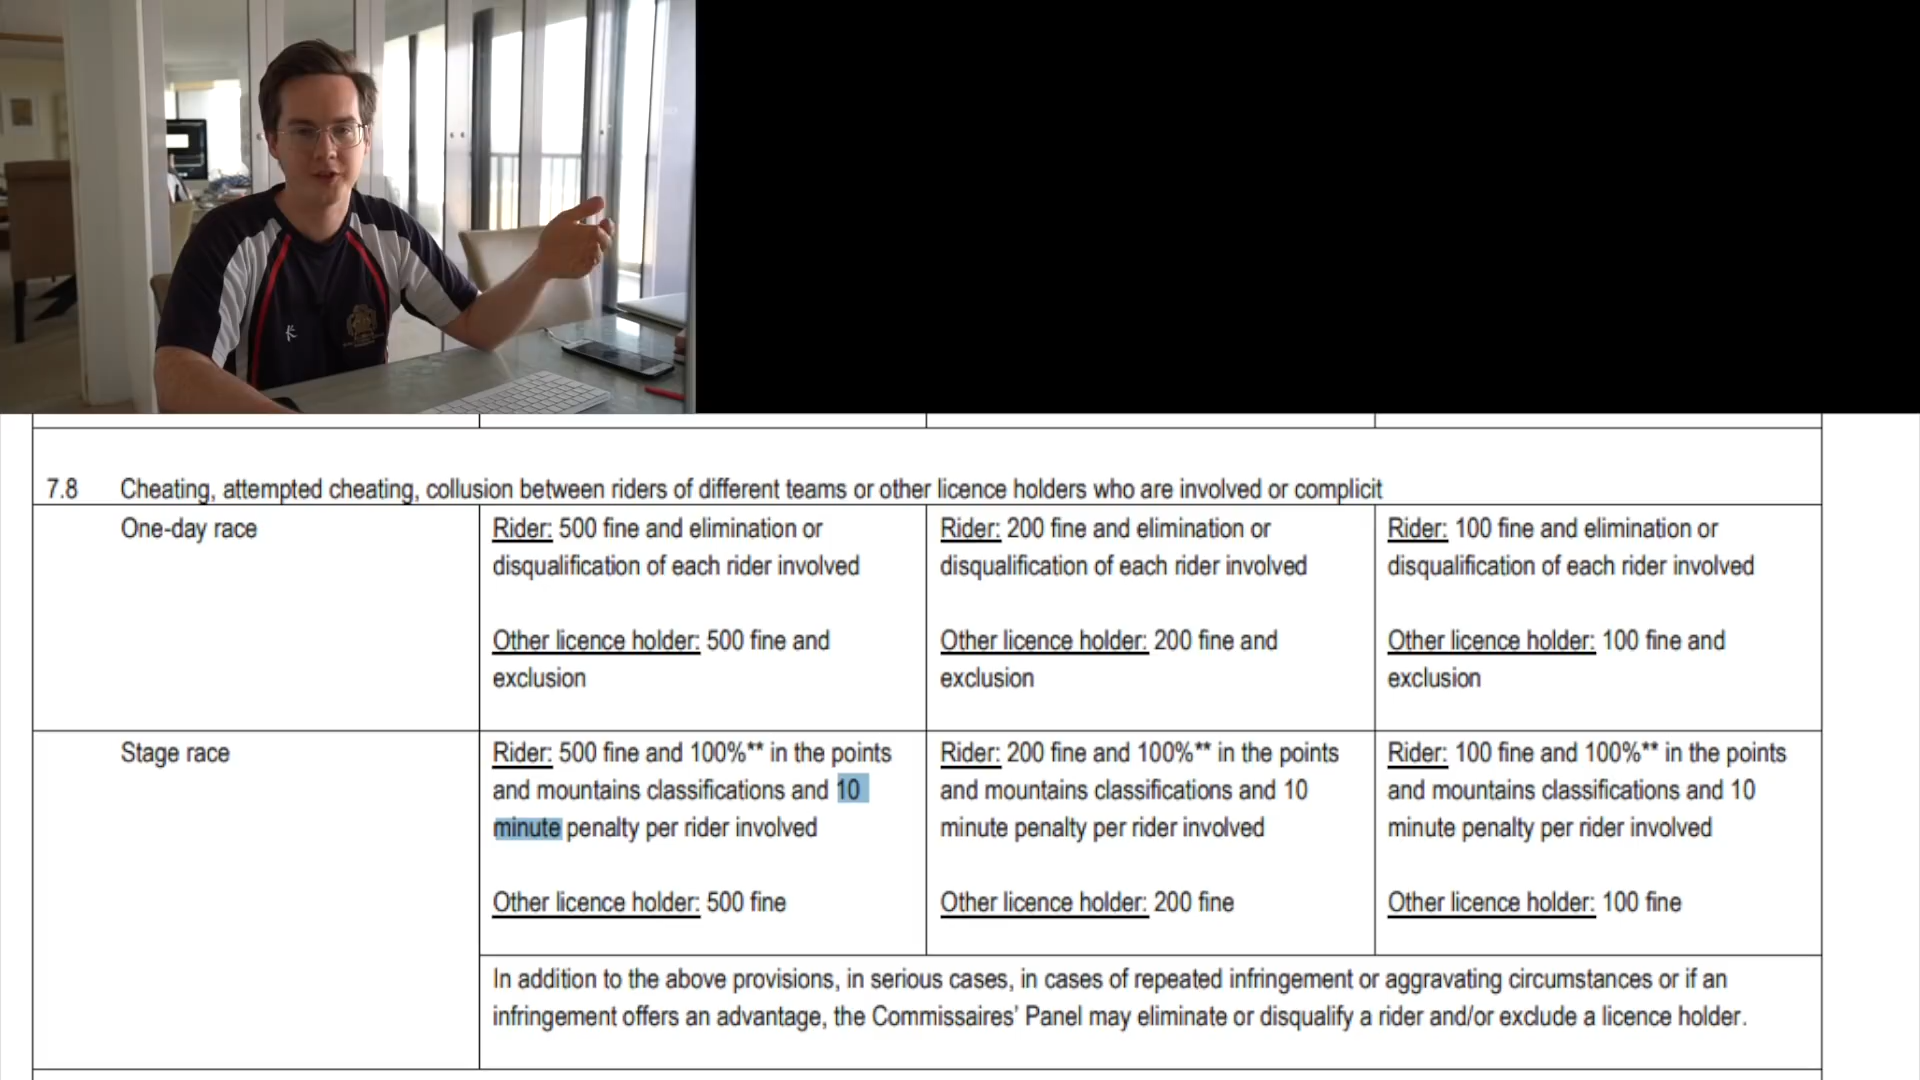 7.8 Cheating, attempted cheating, collusion between riders of different teams or other licence holders who are involved or complicit
One-day race
Rider: 500 fine and elimination or
disqualification of each rider involved
Other licence holder: 500 fine and
exclusion
Rider: 200 fine and elimination or
disqualification of each rider involved
Other licence holder: 200 fine and
exclusion
Rider: 100 fine and elimination or
disqualification of each rider involved
Other licence holder: 100 fine and
exclusion
Stage race
Rider: 500 fine and 100%** in the points
and mountains classifications and 10
minute penalty per rider involved
Other licence holder: 500 fine
Rider: 200 fine and 100%** in the points
and mountains classifications and 10
minute penalty per rider involved
Other licence holder: 200 fine
Rider: 100 fine and 100%** in the points
and mountains classifications and 10
minute penalty per rider involved
Other licence holder: 100 fine
In addition to the above provisions, in serious cases, in cases of repeated infringement or aggravating circumstances or if an
infringement offers an advantage, the Commissaires' Panel may eliminate or disqualify a rider and/or exclude a licence holder.